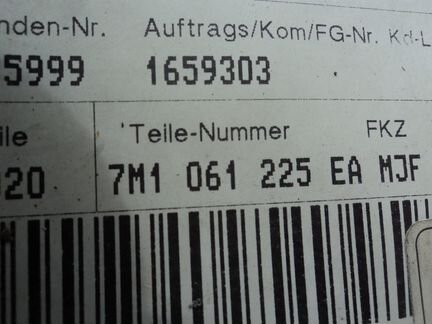 nden-Nr. Auftrags/Kom/FG-Nr. Kd-L
5999 1659303
ile Teile-Nummer FKZ
20 7M1 061 225 EA MJF